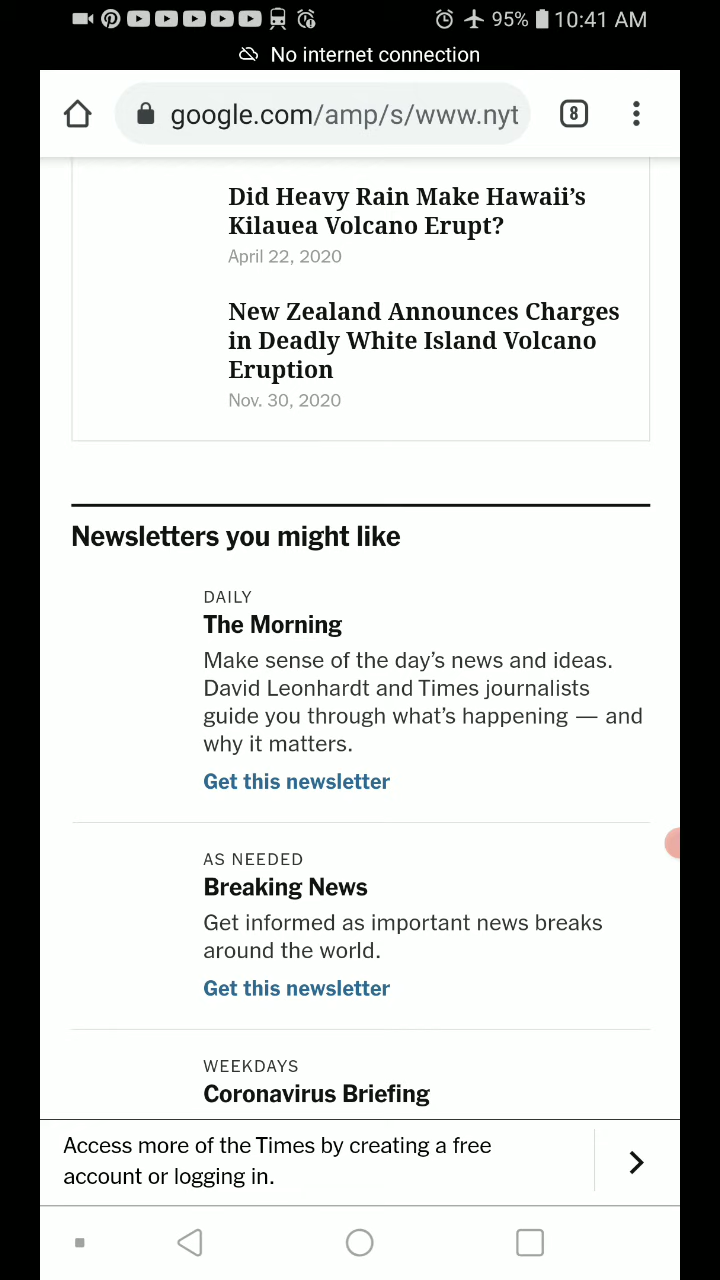 95% 10:41 AM
No internet connection
google.com/amp/s/www.nyt
8
Did Heavy Rain Make Hawaii’s
Kilauea Volcano Erupt?
April 22, 2020
New Zealand Announces Charges
in Deadly White Island Volcano
Eruption
Nov. 30, 2020
Newsletters you might like
DAILY
The Morning
Make sense of the day’s news and ideas.
David Leonhardt and Times journalists
guide you through what’s happening — and
why it matters.
Get this newsletter
AS NEEDED
Breaking News
Get informed as important news breaks
around the world.
Get this newsletter
WEEKDAYS
Coronavirus Briefing
Access more of the Times by creating a free
account or logging in.